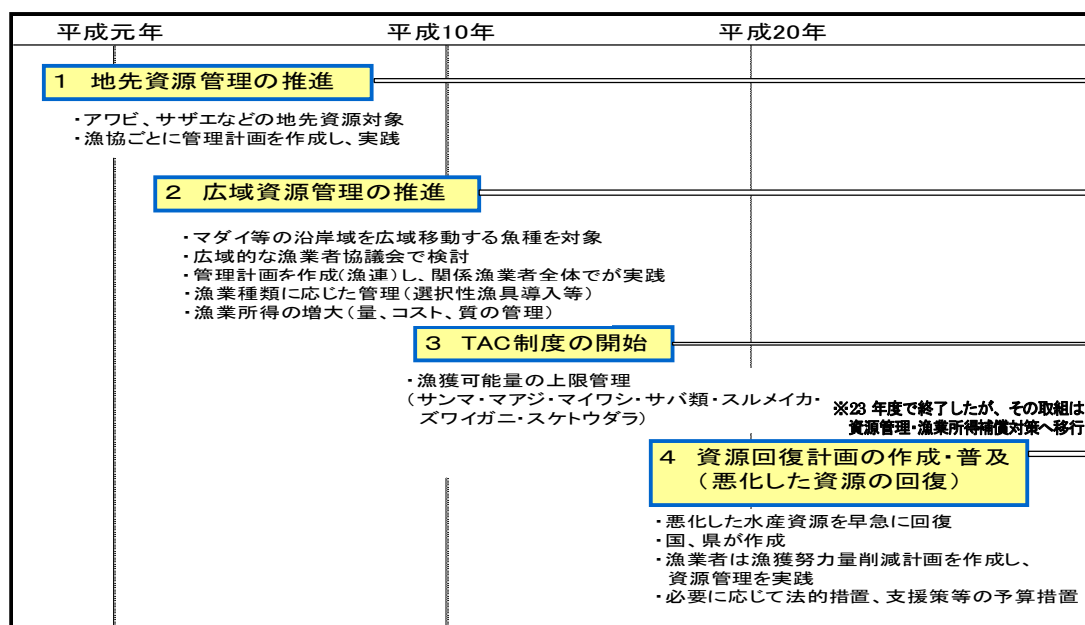 平成元年
平成10年
平成20年
1 地先資源管理の推進
・アワビ、サザエなどの地先資源対象
・漁協ごとに管理計画を作成し、実践
2 広域資源管理の推進
・マダイ等の沿岸域を広域移動する魚種を対象
・広域的な漁業者協議会で検討
・管理計画を作成(漁連)し、関係漁業者全体でが実践
・漁業種類に応じた管理(選択性漁具導入等)
・漁業所得の増大(量、コスト、質の管理)
3 TAC制度の開始
・漁獲可能量の上限管理
(サンマ・マアジ・マイワシ・サバ類・スルメイカ・
ズワイガニ・スケトウダラ)
※23 年度で終了したが、その取組は
資源管理・漁業所得補償対策へ移行
4 資源回復計画の作成・普及
(悪化した資源の回復)
・悪化した水産資源を早急に回復
・国、県が作成
・漁業者は漁獲努力量削減計画を作成し、
資源管理を実践
・必要に応じて法的措置、支援策等の予算措置